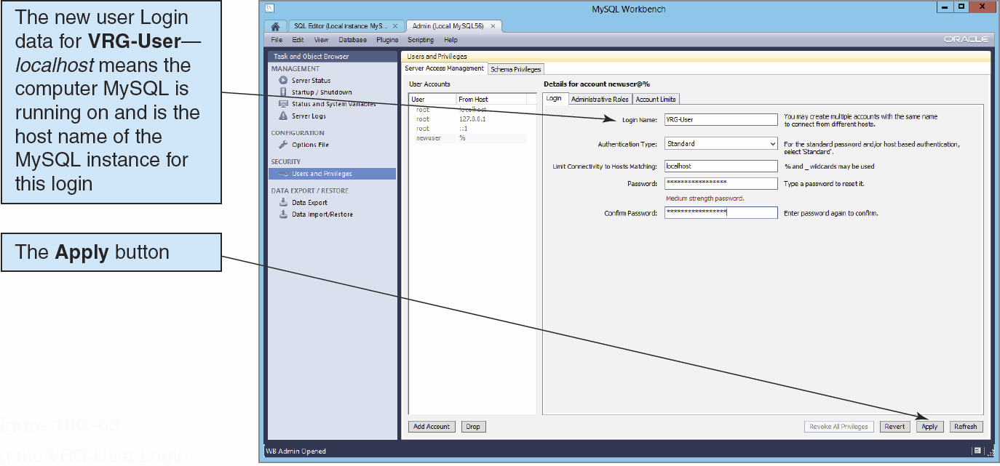 The new user Login
data for VRG-User—
localhost means the
computer MySQL is
running on and is the
host name of the
MySQL instance for
this login
The Apply button
MySQL Workbench
SQL Editor (Local instance MyS... ×
Admin (Local MySQL56) ×
File Edit View Database Plugins Scripting Help
ORACLE
Task and Object Browser
MANAGEMENT
Server Status
Startup / Shutdown
Status and System Variables
Server Logs
CONFIGURATION
Options File
SECURITY
Users and Privileges
DATA EXPORT / RESTORE
Data Export
Data Import/Restore
Users and Privileges
Server Access Management Schema Privileges
User Accounts
User From Host
root localhost
root 127.0.0.1
root ::1
newuser %
Details for account newuser@%
Login Administrative Roles Account Limits
Login Name: VRG-User
You may create multiple accounts with the same name
to connect from different hosts.
Authentication Type: Standard
For the standard password and/or host based authentication,
select 'Standard'.
Limit Connectivity to Hosts Matching: localhost % and _ wildcards may be used
Password: ***************** Type a password to reset it.
Medium strength password.
Confirm Password: ***************** Enter password again to confirm.
Add Account Drop Revoke All Privileges Revert Apply Refresh
WB Admin Opened
igure 10C-63
g the VRG-User Login